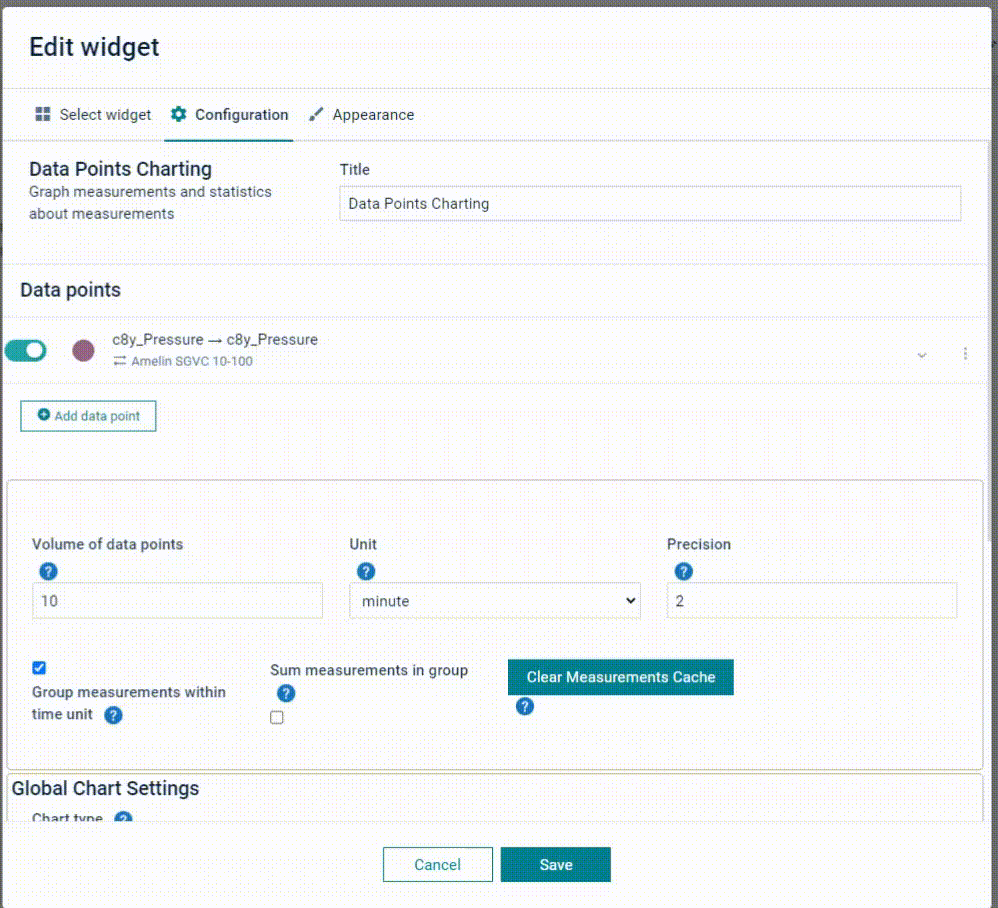 Edit widget
Select widget
Configuration
Appearance
Data Points Charting
Graph measurements and statistics
about measurements
Title
Data Points Charting
Data points
c8y_Pressure → c8y_Pressure
Amelin SGVC 10-100
Add data point
Volume of data points
?
10
Unit
?
minute
Precision
?
2
Group measurements within
time unit ?
Sum measurements in group
?
Clear Measurements Cache
?
Global Chart Settings
Chart type ?
Cancel
Save